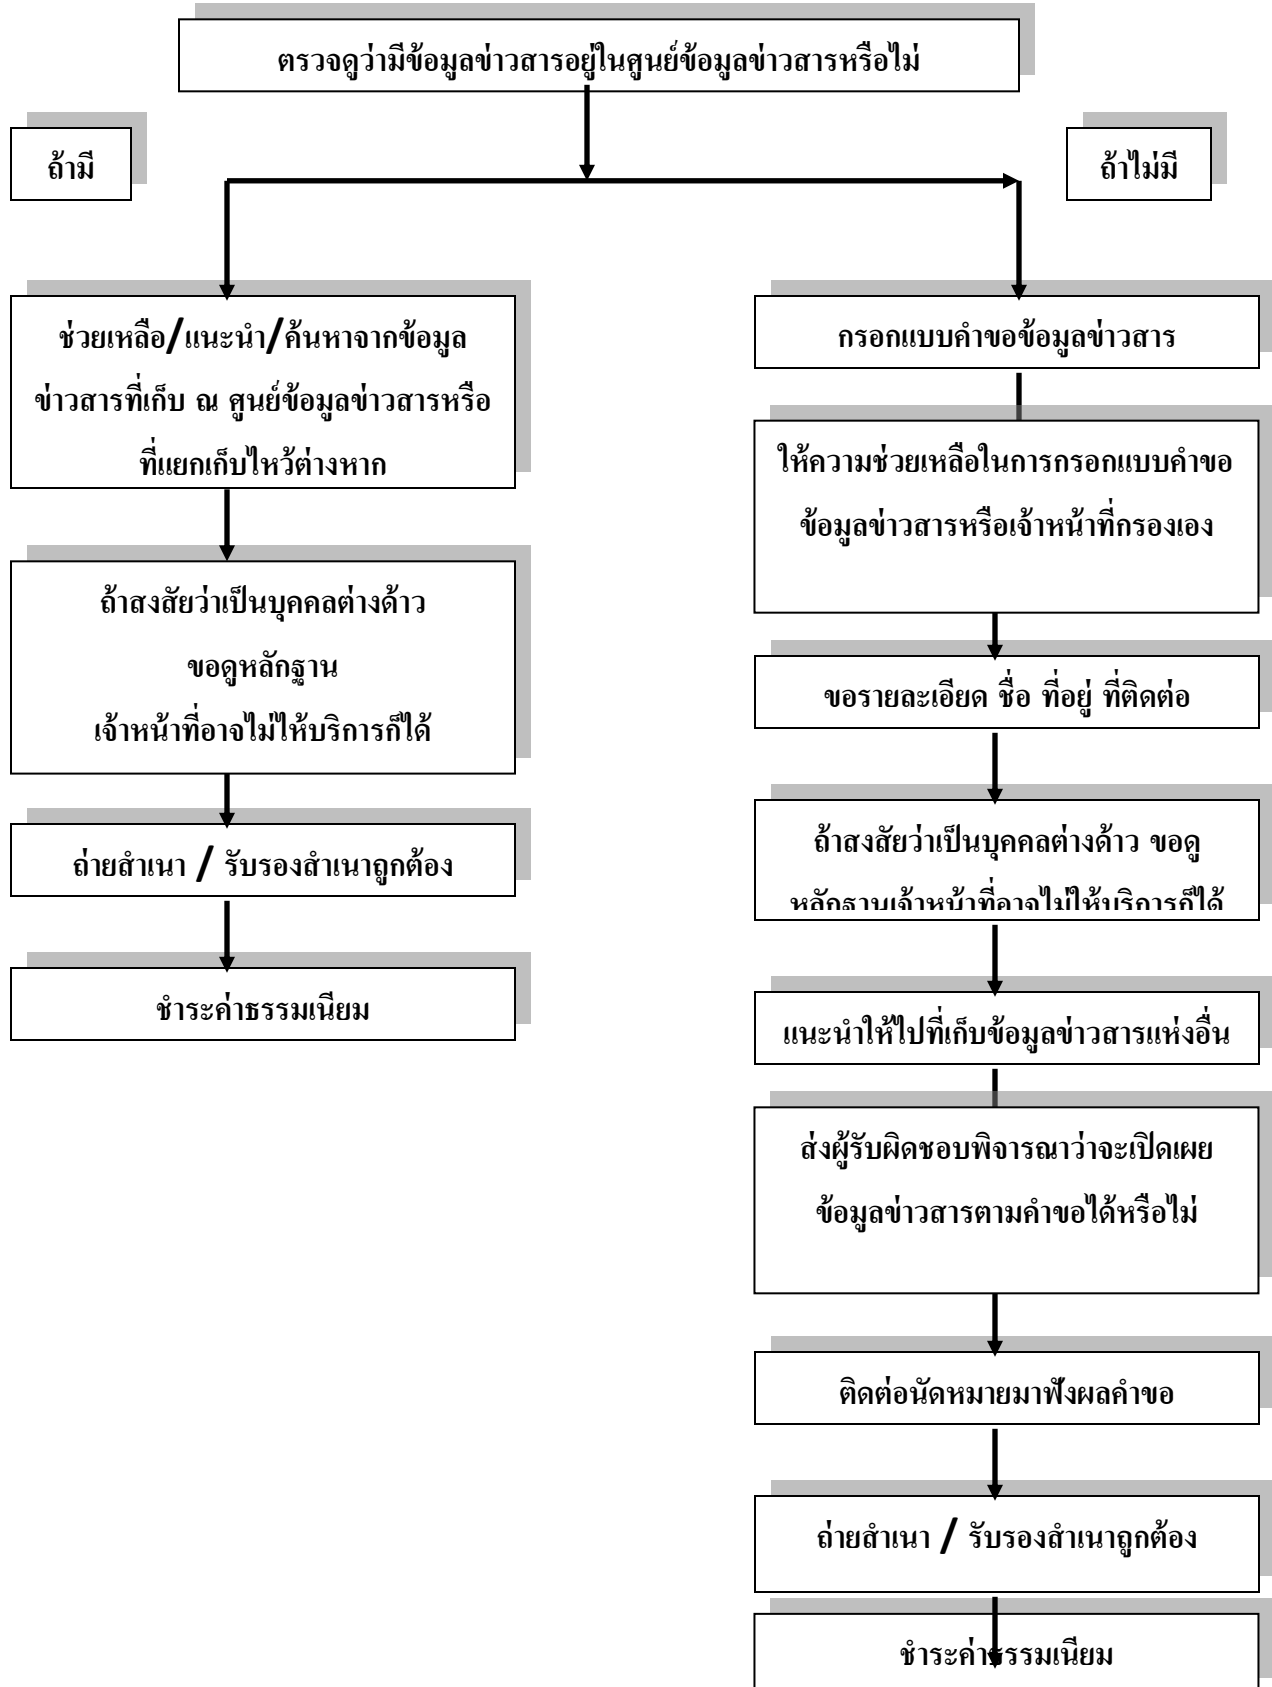 ตรวจดูว่ามีข้อมูลข่าวสารอยู่ในศูนย์ข้อมูลข่าวสารหรือไม่
ถ้ามี
ถ้าไม่มี
ช่วยเหลือ/แนะนำ/ค้นหาจากข้อมูล
ข่าวสารที่เก็บ ณ ศูนย์ข้อมูลข่าวสารหรือ
ที่แยกเก็บไหว้ต่างหาก
ถ้าสงสัยว่าเป็นบุคคลต่างด้าว
ขอดูหลักฐาน
เจ้าหน้าที่อาจไม่ให้บริการก็ได้
ถ่ายสำเนา / รับรองสำเนาถูกต้อง
ชำระค่าธรรมเนียม
กรอกแบบคำขอข้อมูลข่าวสาร
ให้ความช่วยเหลือในการกรอกแบบคำขอ
ข้อมูลข่าวสารหรือเจ้าหน้าที่กรองเอง
ขอรายละเอียด ชื่อ ที่อยู่ ที่ติดต่อ
ถ้าสงสัยว่าเป็นบุคคลต่างด้าว ขอดู
หลักฐานเจ้าหน้าที่อาจไม่ให้บริการก็ได้
แนะนำให้ไปที่เก็บข้อมูลข่าวสารแห่งอื่น
ส่งผู้รับผิดชอบพิจารณาว่าจะเปิดเผย
ข้อมูลข่าวสารตามคำขอได้หรือไม่
ติดต่อนัดหมายมาฟังผลคำขอ
ถ่ายสำเนา / รับรองสำเนาถูกต้อง
ชำระค่าธรรมเนียม